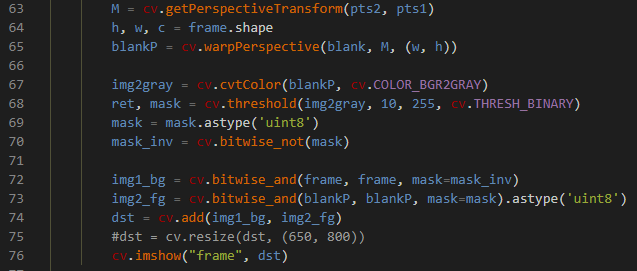 63 M = cv.getPerspectiveTransform(pts2, pts1)
64 h, w, c = frame.shape
65 blankP = cv.warpPerspective(blank, M, (w, h))
66
67 img2gray = cv.cvtColor(blankP, cv.COLOR_BGR2GRAY)
68 ret, mask = cv.threshold(img2gray, 10, 255, cv.THRESH_BINARY)
69 mask = mask.astype('uint8')
70 mask_inv = cv.bitwise_not(mask)
71
72 img1_bg = cv.bitwise_and(frame, frame, mask=mask_inv)
73 img2_fg = cv.bitwise_and(blankP, blankP, mask=mask).astype('uint8')
74 dst = cv.add(img1_bg, img2_fg)
75 #dst = cv.resize(dst, (650, 800))
76 cv.imshow("frame", dst)